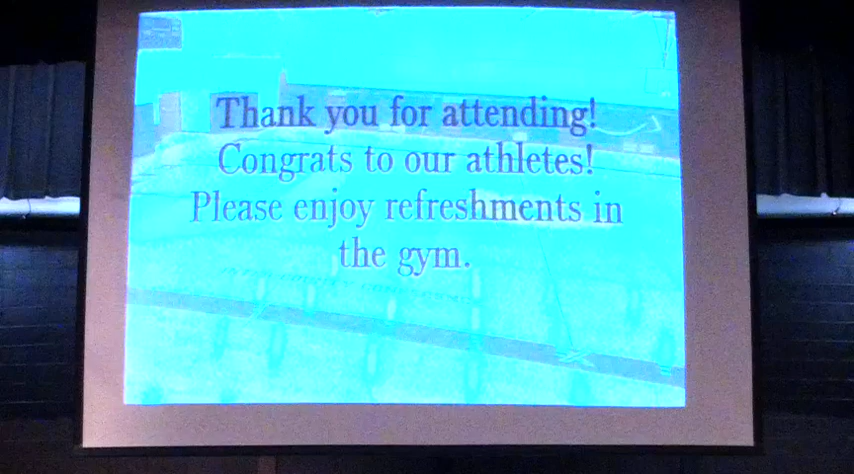 Thank you for attending!
Congrats to our athletes!
Please enjoy refreshments in
the gym.